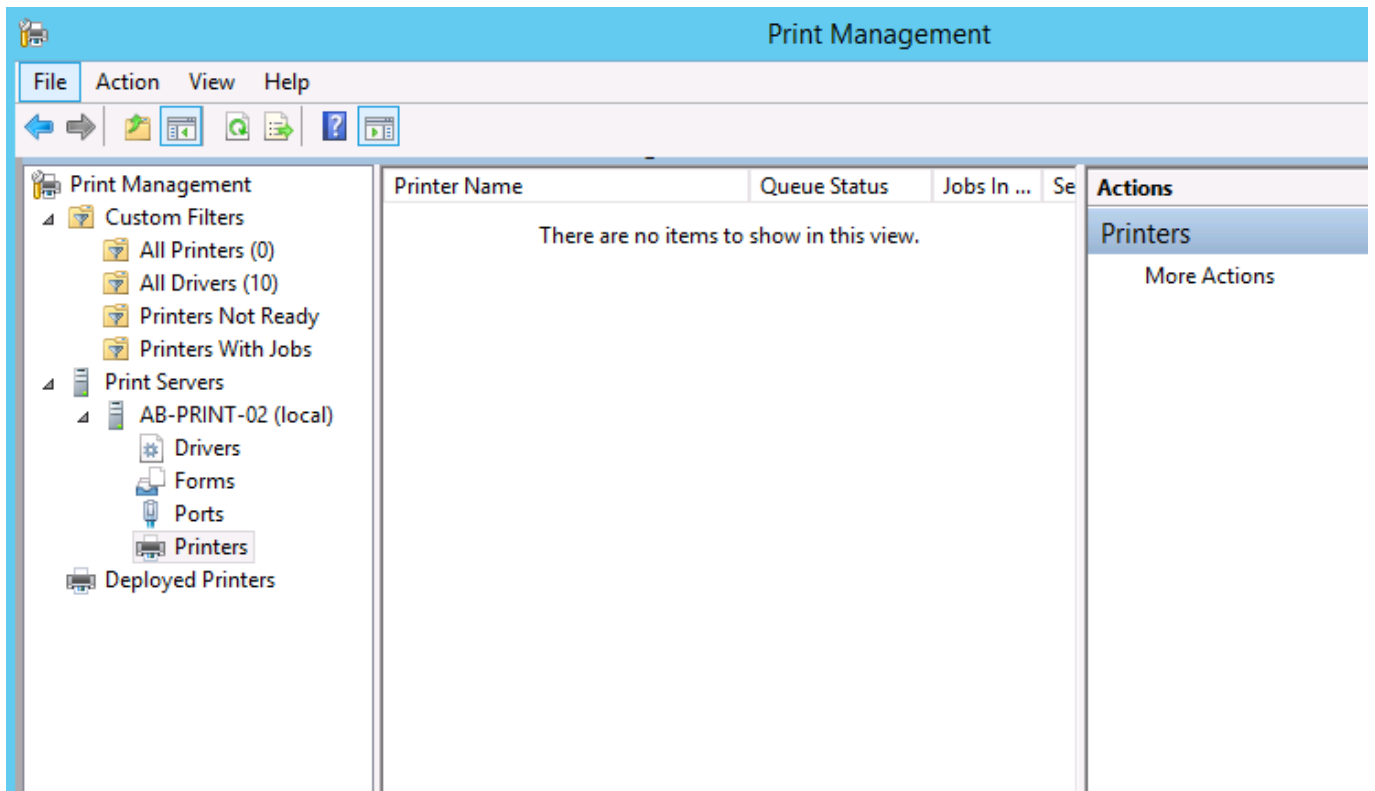 Print Management
File Action View Help
Print Management
Custom Filters
All Printers (0)
All Drivers (10)
Printers Not Ready
Printers With Jobs
Print Servers
AB-PRINT-02 (local)
Drivers
Forms
Ports
Printers
Deployed Printers
Printer Name Queue Status Jobs In ... Se
There are no items to show in this view.
Actions
Printers
More Actions